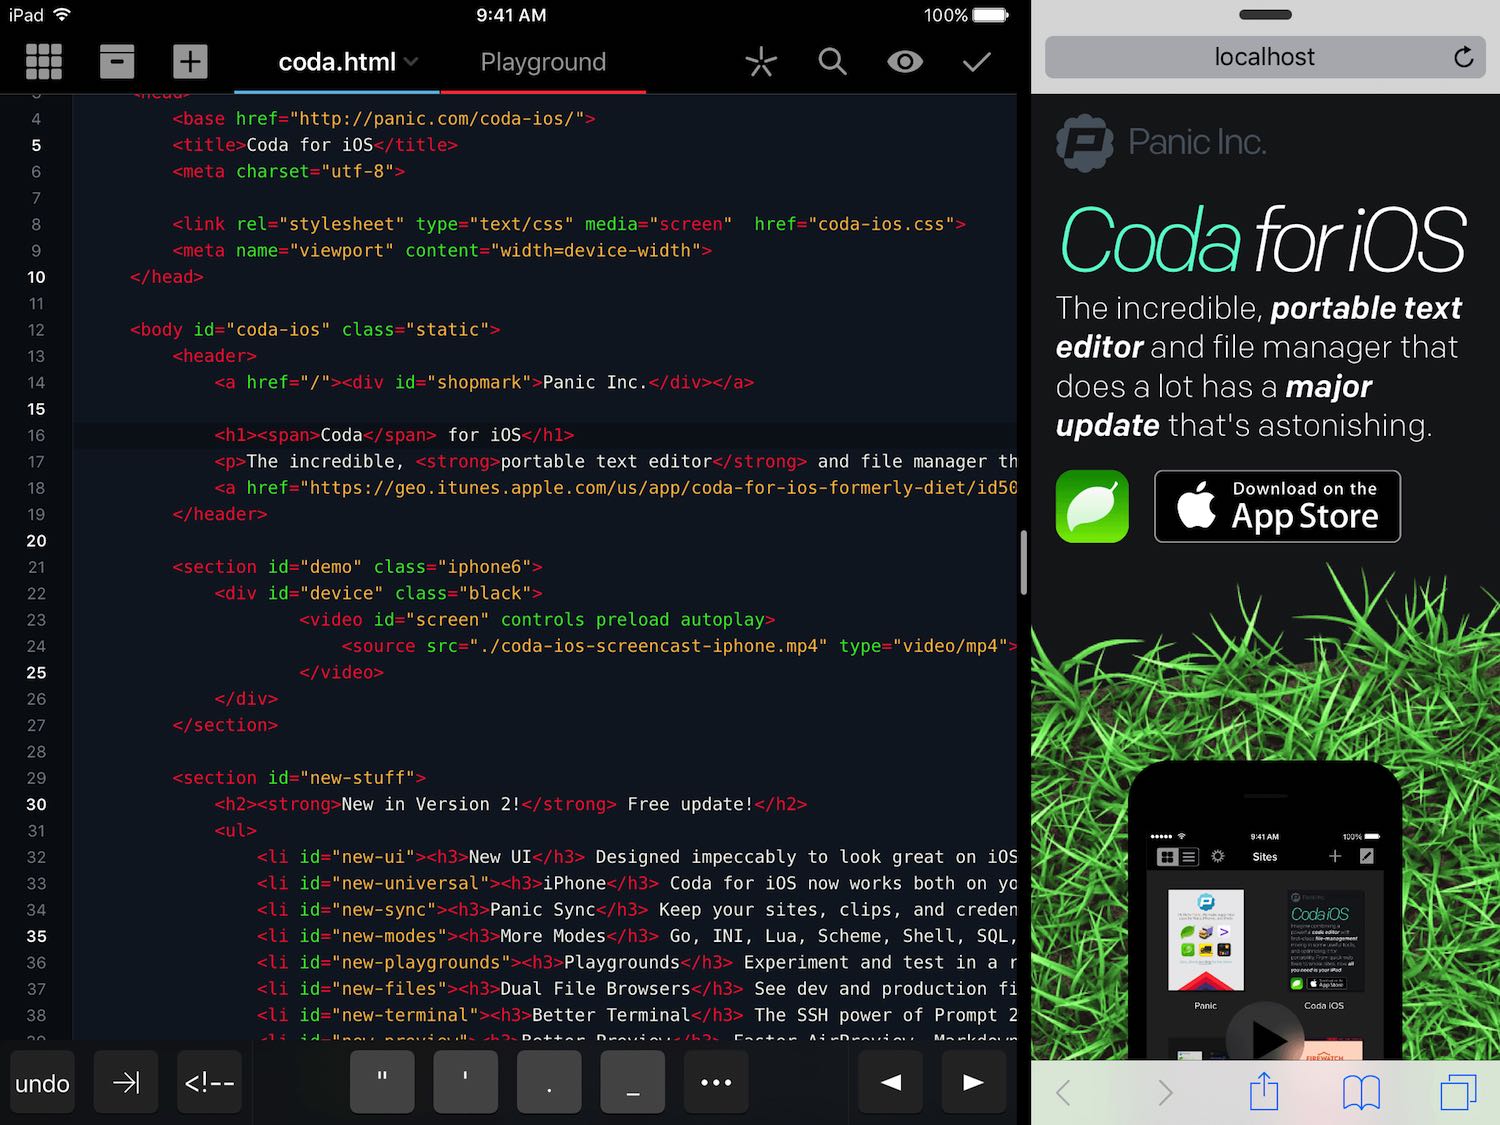 iPad 9:41 AM 100%
coda.html Playground
4 <base href="http://panic.com/coda-ios/">
5 <title>Coda for iOS</title>
6 <meta charset="utf-8">
7
8 <link rel="stylesheet" type="text/css" media="screen"  href="coda-ios.css">
9 <meta name="viewport" content="width=device-width">
10 </head>
11
12 <body id="coda-ios" class="static">
13 <header>
14 <a href="/"><div id="shopmark">Panic Inc.</div></a>
15
16 <h1><span>Coda</span> for iOS</h1>
17 <p>The incredible, <strong>portable text editor</strong> and file manager th
18 <a href="https://geo.itunes.apple.com/us/app/coda-for-ios-formerly-diet/id50
19 </header>
20
21 <section id="demo" class="iphone6">
22 <div id="device" class="black">
23 <video id="screen" controls preload autoplay>
24 <source src="./coda-ios-screencast-iphone.mp4" type="video/mp4">
25 </video>
26 </div>
27 </section>
28
29 <section id="new-stuff">
30 <h2><strong>New in Version 2!</strong> Free update!</h2>
31 <ul>
32 <li id="new-ui"><h3>New UI</h3> Designed impeccably to look great on iOS
33 <li id="new-universal"><h3>iPhone</h3> Coda for iOS now works both on yo
34 <li id="new-sync"><h3>Panic Sync</h3> Keep your sites, clips, and creden
35 <li id="new-modes"><h3>More Modes</h3> Go, INI, Lua, Scheme, Shell, SQL,
36 <li id="new-playgrounds"><h3>Playgrounds</h3> Experiment and test in a r
37 <li id="new-files"><h3>Dual File Browsers</h3> See dev and production fi
38 <li id="new-terminal"><h3>Better Terminal</h3> The SSH power of Prompt 2
undo <!-- " ' . _ •••
localhost
Panic Inc.
Coda for iOS
The incredible, portable text
editor and file manager that
does a lot has a major
update that's astonishing.
Download on the
App Store
9:41 AM 100%
Sites
Coda iOS
Panic Coda iOS
FIREWATCH